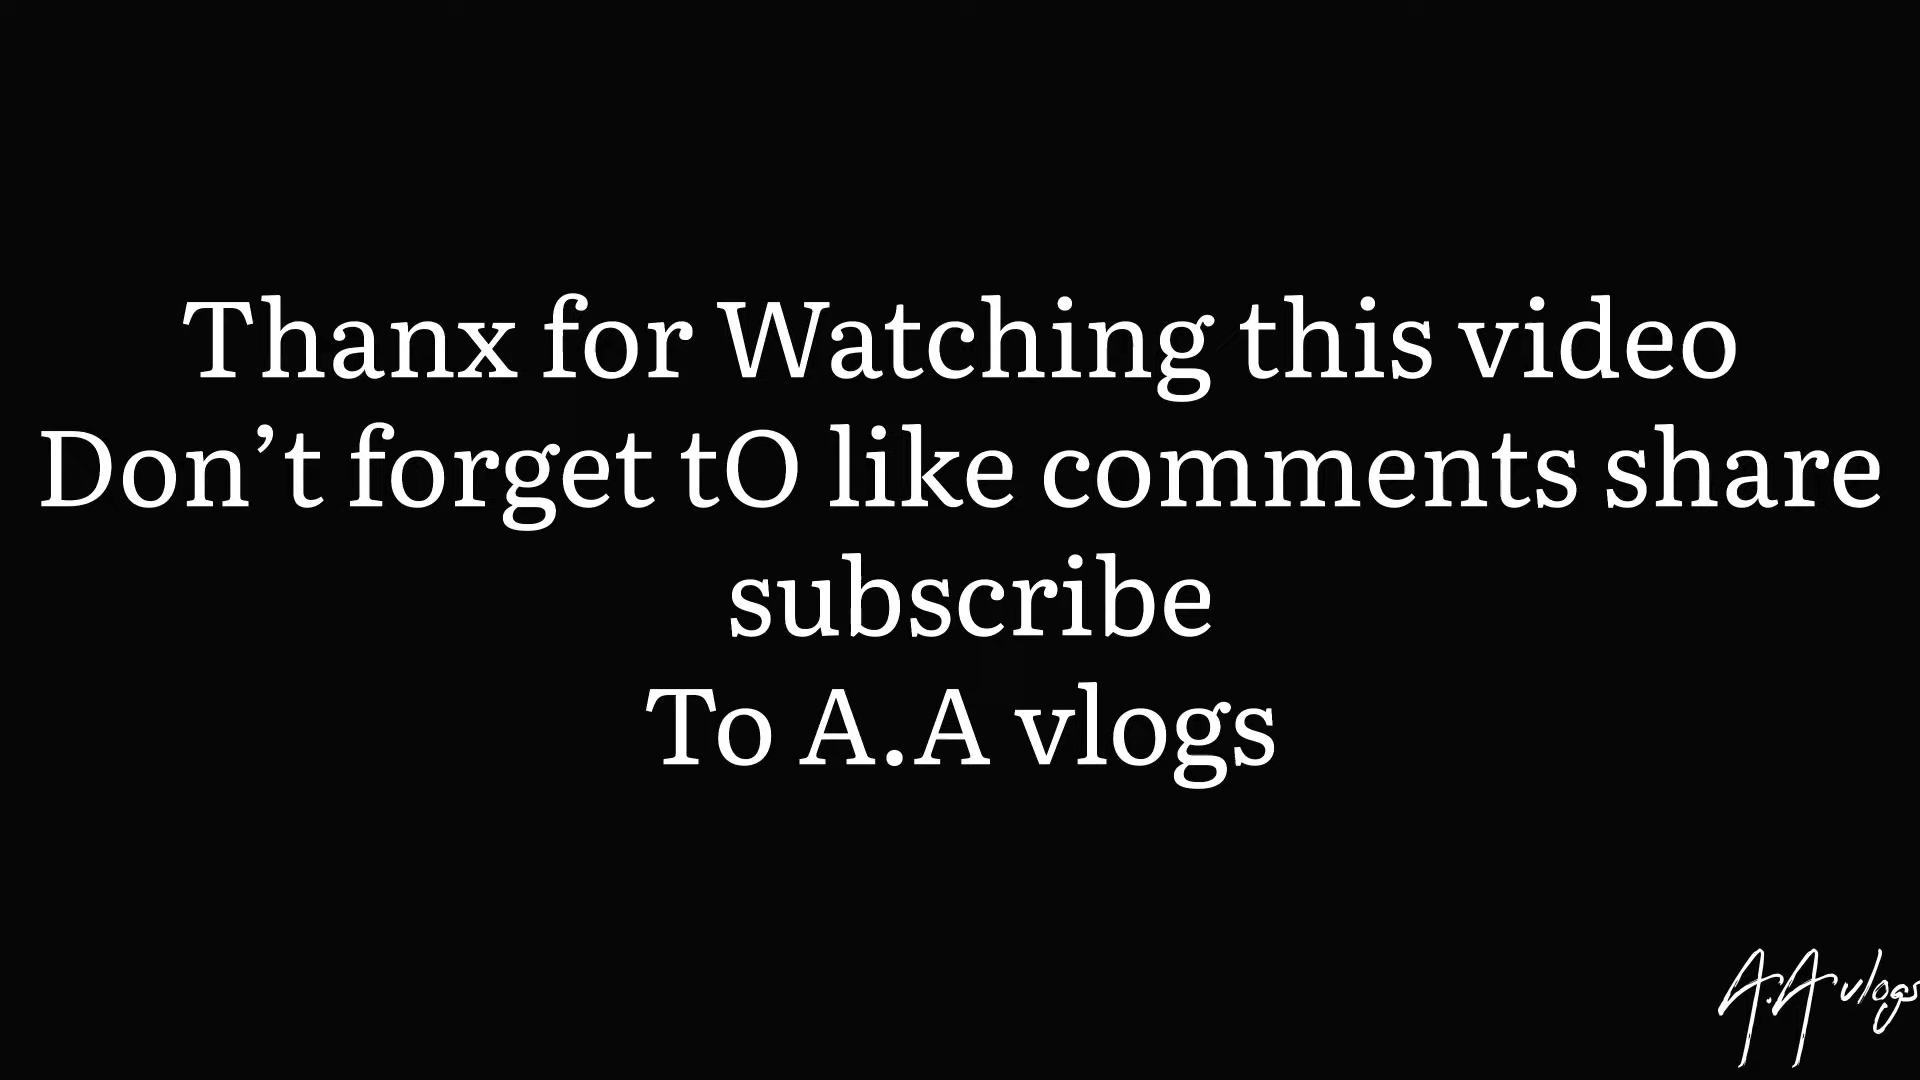 Thanx for Watching this video
Don’t forget tO like comments share
subscribe
To A.A vlogs
A.A vlogs